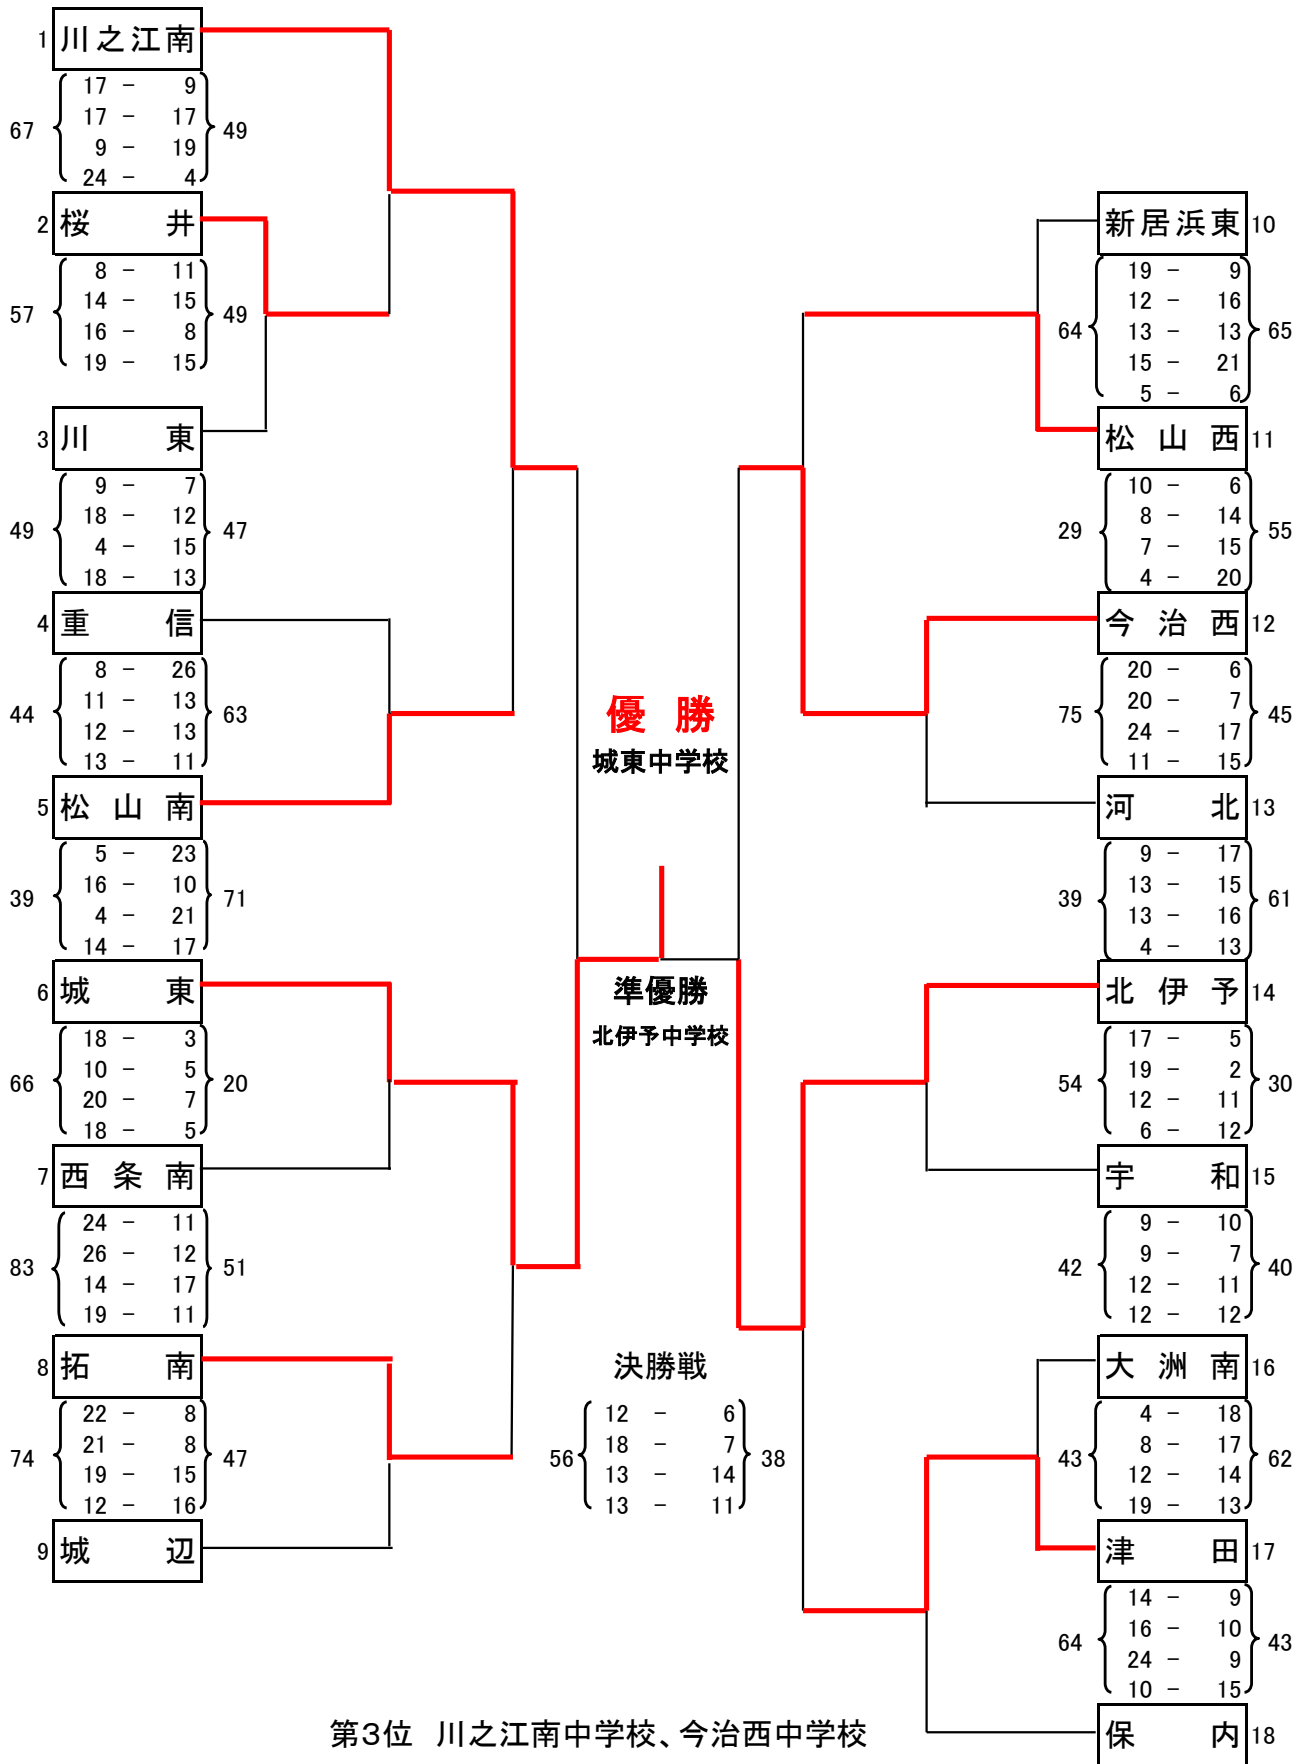 1 川之江南
17 － 9
17 － 17
67 49
9 － 19
24 － 4
2 桜 井
8 － 11
14 － 15
57 49
16 － 8
19 － 15
3 川 東
9 － 7
18 － 12
49 47
4 － 15
18 － 13
4 重 信
8 － 26
11 － 13
44 63
12 － 13
13 － 11
5 松 山 南
5 － 23
16 － 10
39 71
4 － 21
14 － 17
6 城 東
18 － 3
10 － 5
66 20
20 － 7
18 － 5
7 西 条 南
24 － 11
26 － 12
83 51
14 － 17
19 － 11
8 拓 南
22 － 8
21 － 8
74 47
19 － 15
12 － 16
9 城 辺
優 勝
城東中学校
準優勝
北伊予中学校
決勝戦
12 － 6
18 － 7
56 38
13 － 14
13 － 11
新居浜東 10
19 － 9
12 － 16
64 13 － 13 65
15 － 21
5 － 6
松 山 西 11
10 － 6
8 － 14
29 55
7 － 15
4 － 20
今 治 西 12
20 － 6
20 － 7
75 45
24 － 17
11 － 15
河 北 13
9 － 17
13 － 15
39 61
13 － 16
4 － 13
北 伊 予 14
17 － 5
19 － 2
54 30
12 － 11
6 － 12
宇 和 15
9 － 10
9 － 7
42 40
12 － 11
12 － 12
大 洲 南 16
4 － 18
8 － 17
43 62
12 － 14
19 － 13
津 田 17
14 － 9
16 － 10
64 43
24 － 9
10 － 15
保 内 18
第3位 川之江南中学校、今治西中学校